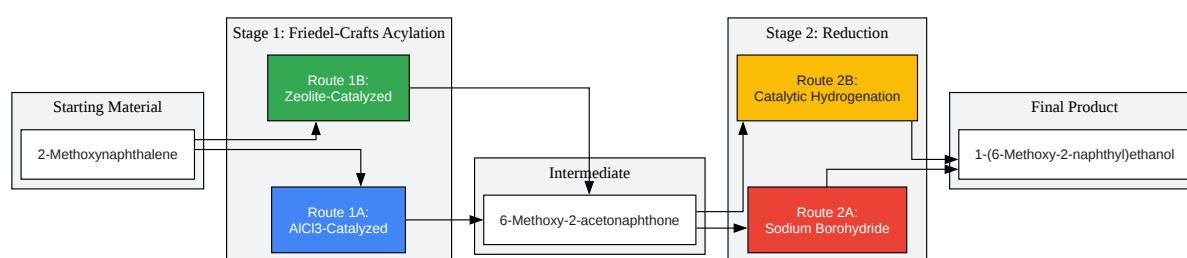 Starting Material
2-Methoxynaphthalene
Stage 1: Friedel-Crafts Acylation
Route 1B:
Zeolite-Catalyzed
Route 1A:
AlCl3-Catalyzed
Intermediate
6-Methoxy-2-acetonaphthone
Stage 2: Reduction
Route 2B:
Catalytic Hydrogenation
Route 2A:
Sodium Borohydride
Final Product
1-(6-Methoxy-2-naphthyl)ethanol